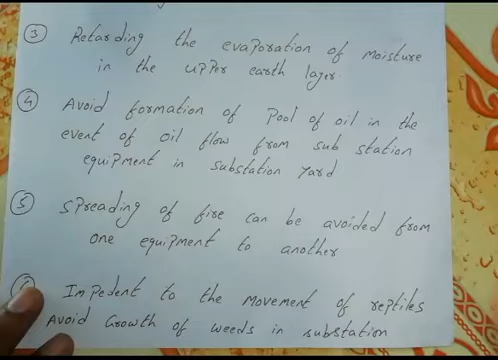 ③ Retarding the evaporation of moisture
in the upper earth layer.
④ Avoid formation of Pool of oil in the
event of oil flow from sub station
equipment in substation yard
⑤ Spreading of fire can be avoided from
one equipment to another
Impedent to the movement of reptiles
Avoid Growth of weeds in substation